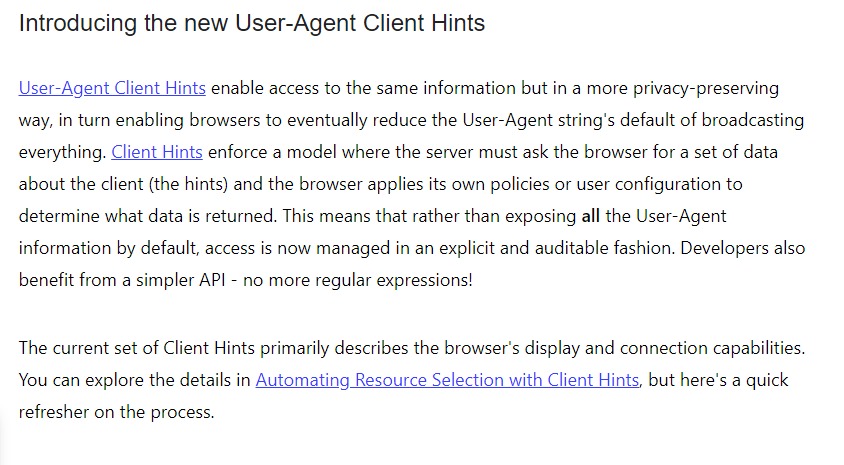 Introducing the new User-Agent Client Hints
User-Agent Client Hints enable access to the same information but in a more privacy-preserving
way, in turn enabling browsers to eventually reduce the User-Agent string's default of broadcasting
everything. Client Hints enforce a model where the server must ask the browser for a set of data
about the client (the hints) and the browser applies its own policies or user configuration to
determine what data is returned. This means that rather than exposing all the User-Agent
information by default, access is now managed in an explicit and auditable fashion. Developers also
benefit from a simpler API - no more regular expressions!
The current set of Client Hints primarily describes the browser's display and connection capabilities.
You can explore the details in Automating Resource Selection with Client Hints, but here's a quick
refresher on the process.